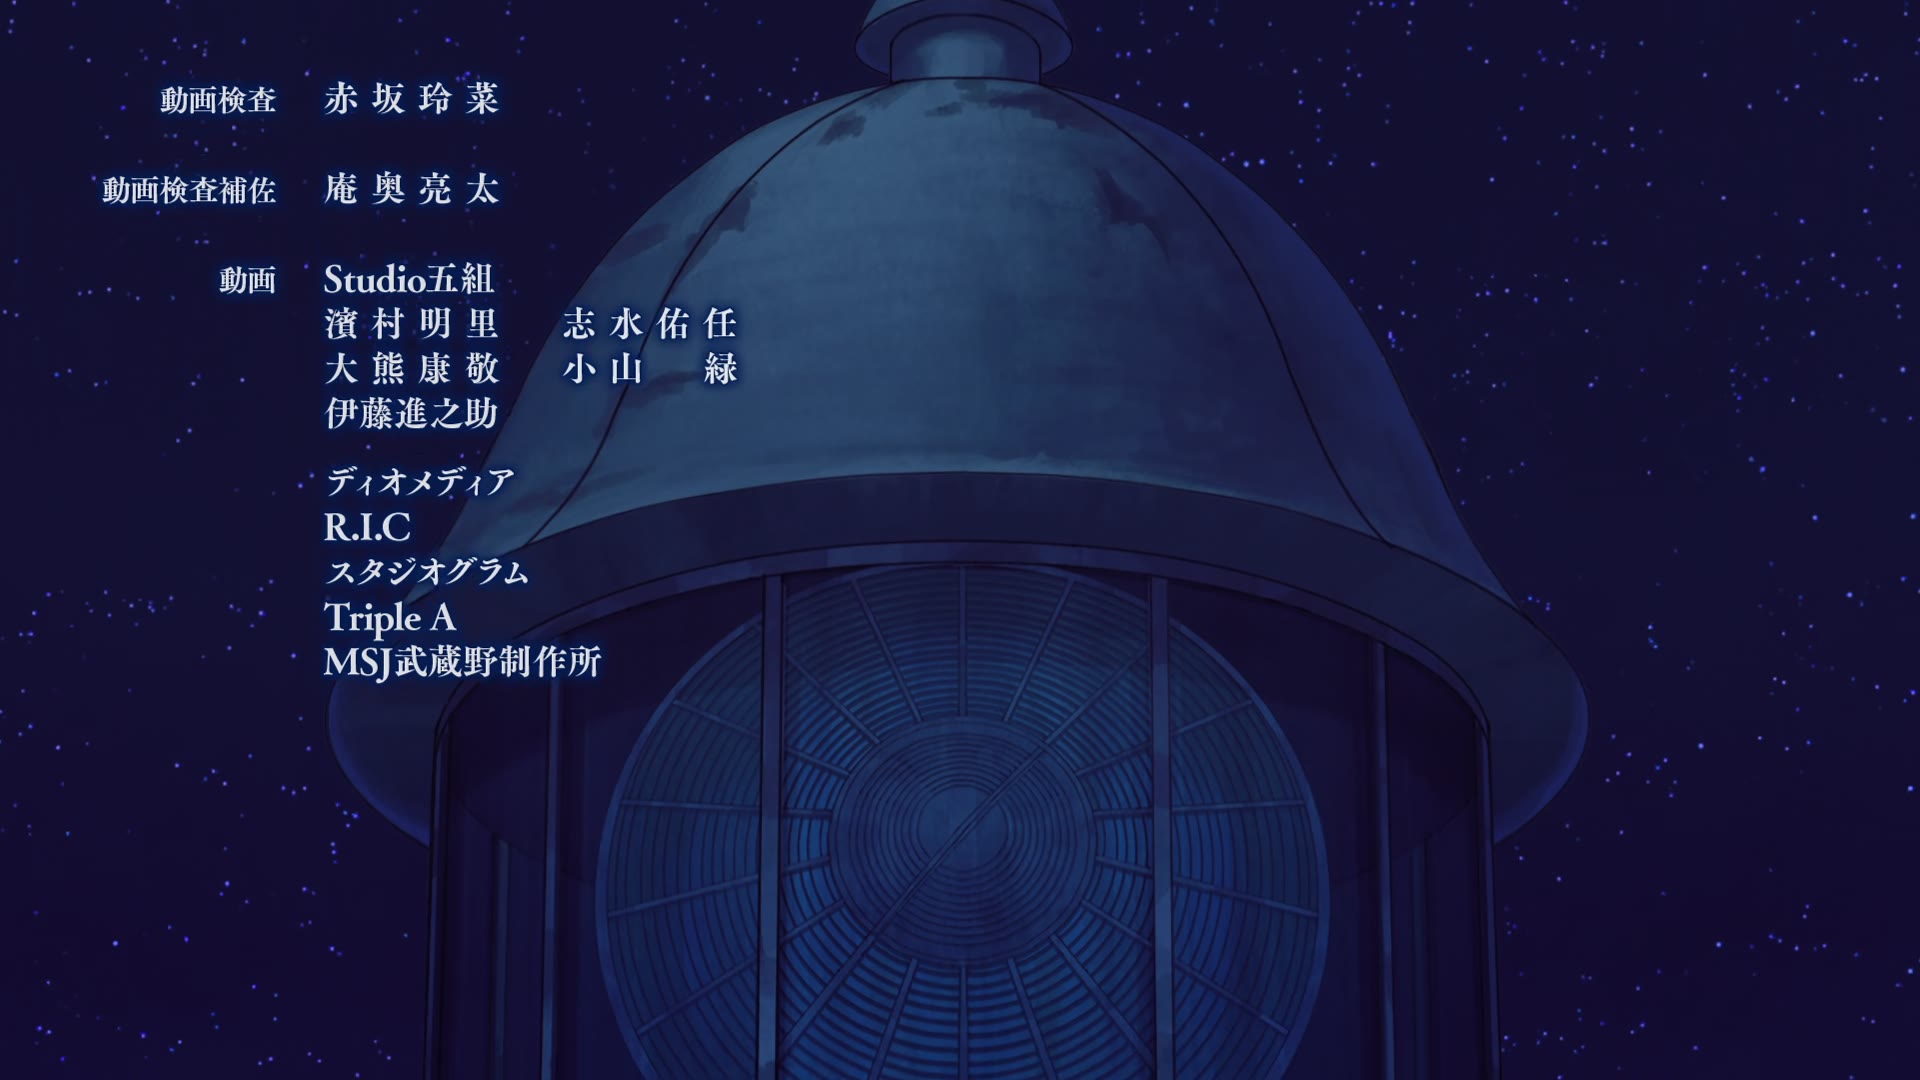 動画検査 赤坂玲菜
動画検査補佐 庵奥亮太
動画 Studio五組
濱村明里 志水佑任
大熊康敬 小山 緑
伊藤進之助
ディオメディア
R.I.C
スタジオグラム
Triple A
MSJ武蔵野制作所